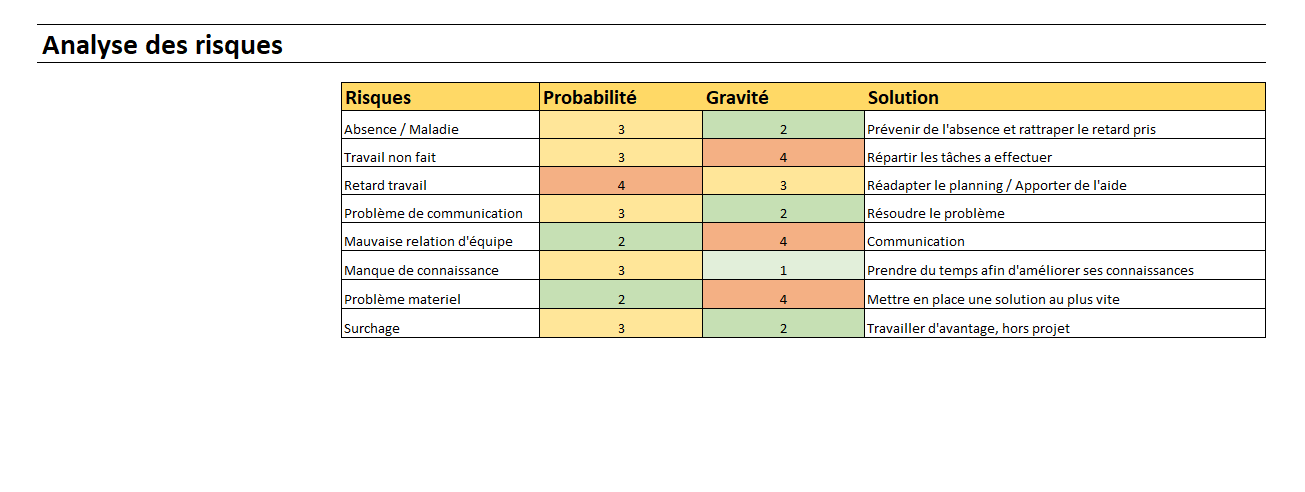 Analyse des risques
Risques Probabilité Gravité Solution
Absence / Maladie 3 2 Prévenir de l'absence et rattraper le retard pris
Travail non fait 3 4 Répartir les tâches a effectuer
Retard travail 4 3 Réadapter le planning / Apporter de l'aide
Problème de communication 3 2 Résoudre le problème
Mauvaise relation d'équipe 2 4 Communication
Manque de connaissance 3 1 Prendre du temps afin d'améliorer ses connaissances
Problème materiel 2 4 Mettre en place une solution au plus vite
Surchage 3 2 Travailler d'avantage, hors projet